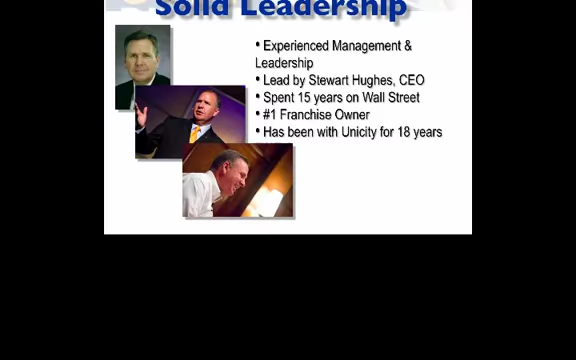 Solid Leadership
• Experienced Management &
Leadership
• Lead by Stewart Hughes, CEO
• Spent 15 years on Wall Street
• #1 Franchise Owner
• Has been with Unicity for 18 years